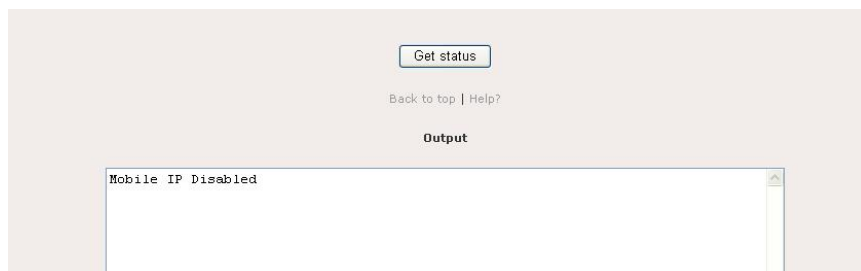 Get status
Back to top | Help?
Output
Mobile IP Disabled